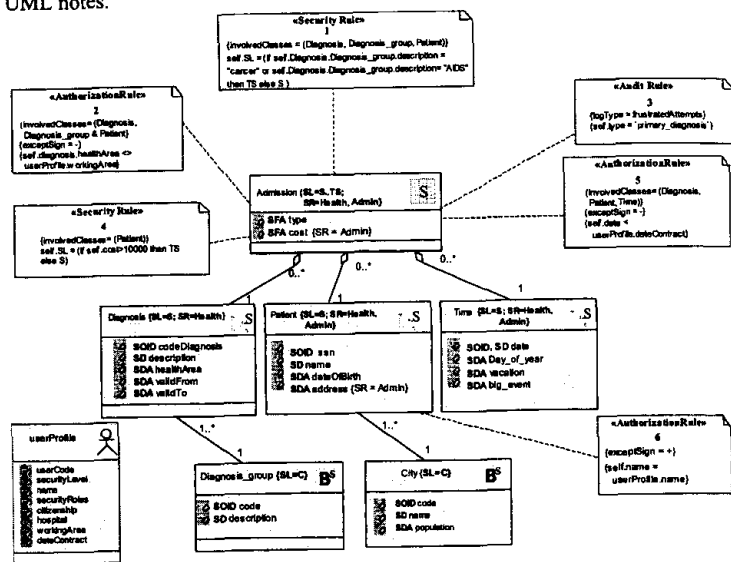 UML notes.
«Security Rule»
1
{involvedClasses = (Diagnosis, Diagnosis_group, Patient)}
self.SL = (if self.Diagnosis.Diagnosis_group.description =
"cancer" or self.Diagnosis.Diagnosis_group.description= "AIDS"
then TS else S )
«AuthorizationRule»
2
{involvedClasses= (Diagnosis,
Diagnosis_group & Patient}
{exceptSign = -}
{self.diagnosis.healthArea <>
userProfile.workingArea}
«Audit Rule»
3
{logType = frustratedAttempts}
{self.type = `primary_diagnosis´}
«AuthorizationRule»
5
{involvedClasses= (Diagnosis,
Patient, Time)}
{exceptSign = -}
{self.date <
userProfile.dateContract}
«Security Rule»
4
{involvedClasses = (Patient)}
self.SL = (if self.cost>10000 then TS
else S)
Admission {SL=S..TS;
SR=Health, Admin}
S
SFA type
SFA cost {SR = Admin}
0..*
0..*
0..*
1
1
1
Diagnosis {SL=S; SR=Health}
S
SOID codeDiagnosis
SD description
SDA healthArea
SDA validFrom
SDA validTo
Patient {SL=S; SR=Health,
Admin}
S
SOID ssn
SD name
SDA dateOfBirth
SDA address {SR = Admin}
Time {SL=S; SR=Health,
Admin}
S
SOID, SD date
SDA Day_of_year
SDA vacation
SDA big_event
1..*
1
1..*
1
userProfile
userCode
securityLevel
name
securityRoles
citizenship
hospital
workingArea
dateContract
Diagnosis_group {SL=C}
BS
SOID code
SD description
City {SL=C}
BS
SOID code
SD name
SDA population
«AuthorizationRule»
6
{exceptSign = +}
{self.name =
userProfile.name}